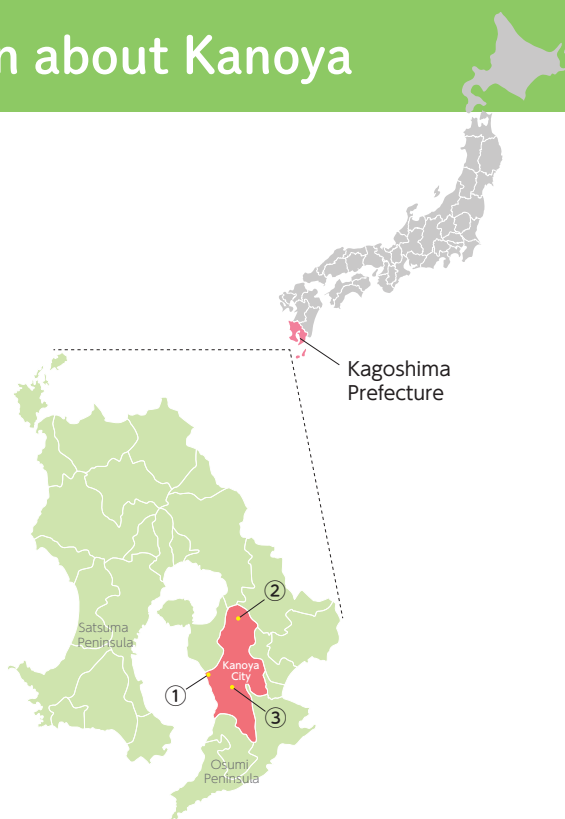 n about Kanoya
Kagoshima
Prefecture
②
Satsuma
Peninsula
Kanoya
City
①
③
Osumi
Peninsula